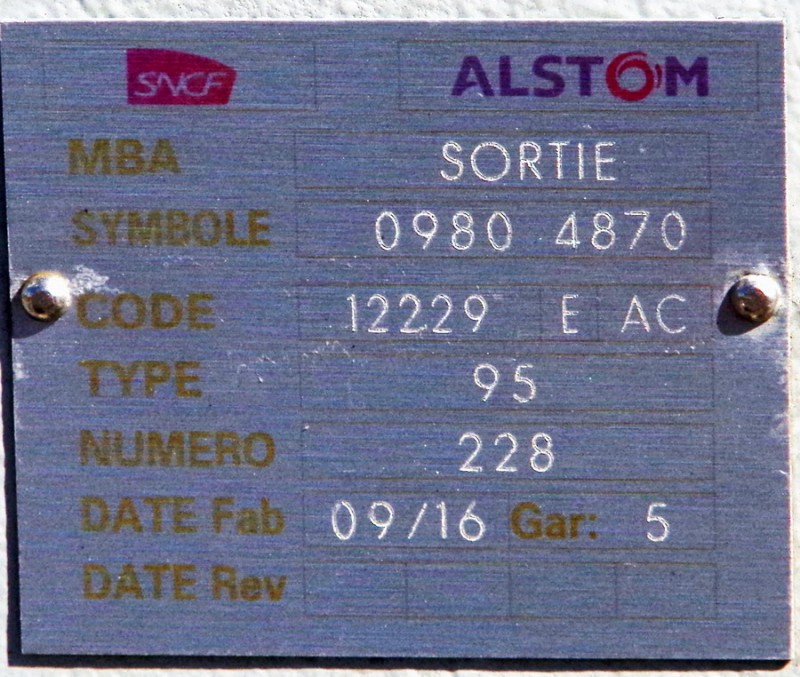 SNCF ALSTOM
MBA SORTIE
SYMBOLE 0980 4870
CODE 12229 E AC
TYPE 95
NUMERO 228
DATE Fab 09/16 Gar: 5
DATE Rev